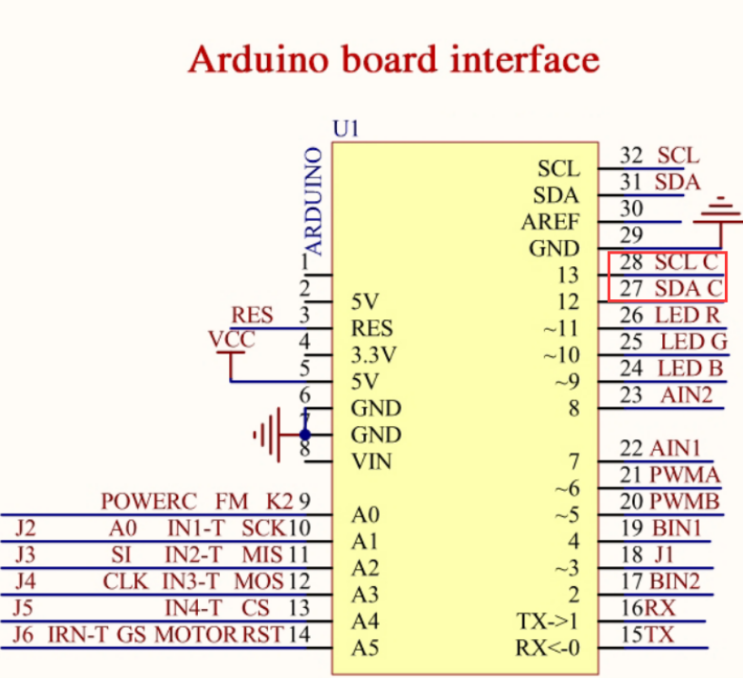 Arduino board interface
U1
ARDUINO
32 SCL
SCL
31 SDA
SDA
30
AREF
29
GND
1
28 SCL C
13
2
27 SDA C
5V
12
RES 3
26 LED R
RES
~11
VCC 4
25 LED G
3.3V
~10
5
24 LED B
5V
~9
6
23 AIN2
GND
8
7
GND
8
22 AIN1
VIN
7
21 PWMA
~6
POWERC FM K2 9
20 PWMB
A0
~5
J2 A0 IN1-T SCK 10
19 BIN1
A1
4
J3 SI IN2-T MIS 11
18 J1
A2
~3
J4 CLK IN3-T MOS 12
17 BIN2
A3
2
J5 IN4-T CS 13
16RX
A4
TX->1
J6 IRN-T GS MOTOR RST 14
15TX
A5
RX<-0